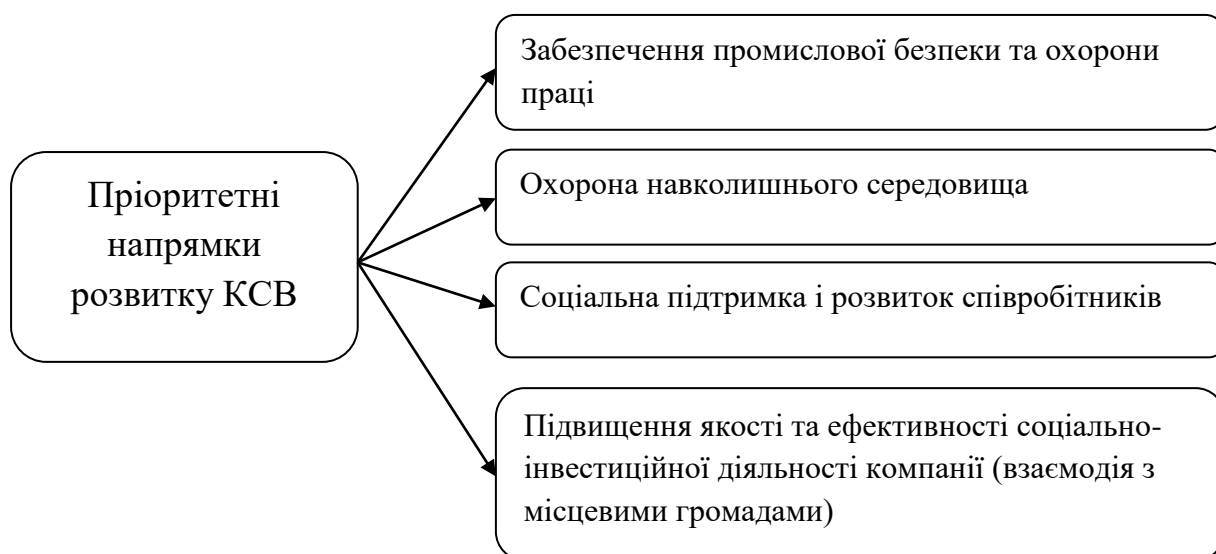 Забезпечення промислової безпеки та охорони
праці
Пріоритетні
напрямки
розвитку КСВ
Охорона навколишнього середовища
Соціальна підтримка і розвиток співробітників
Підвищення якості та ефективності соціально-
інвестиційної діяльності компанії (взаємодія з
місцевими громадами)